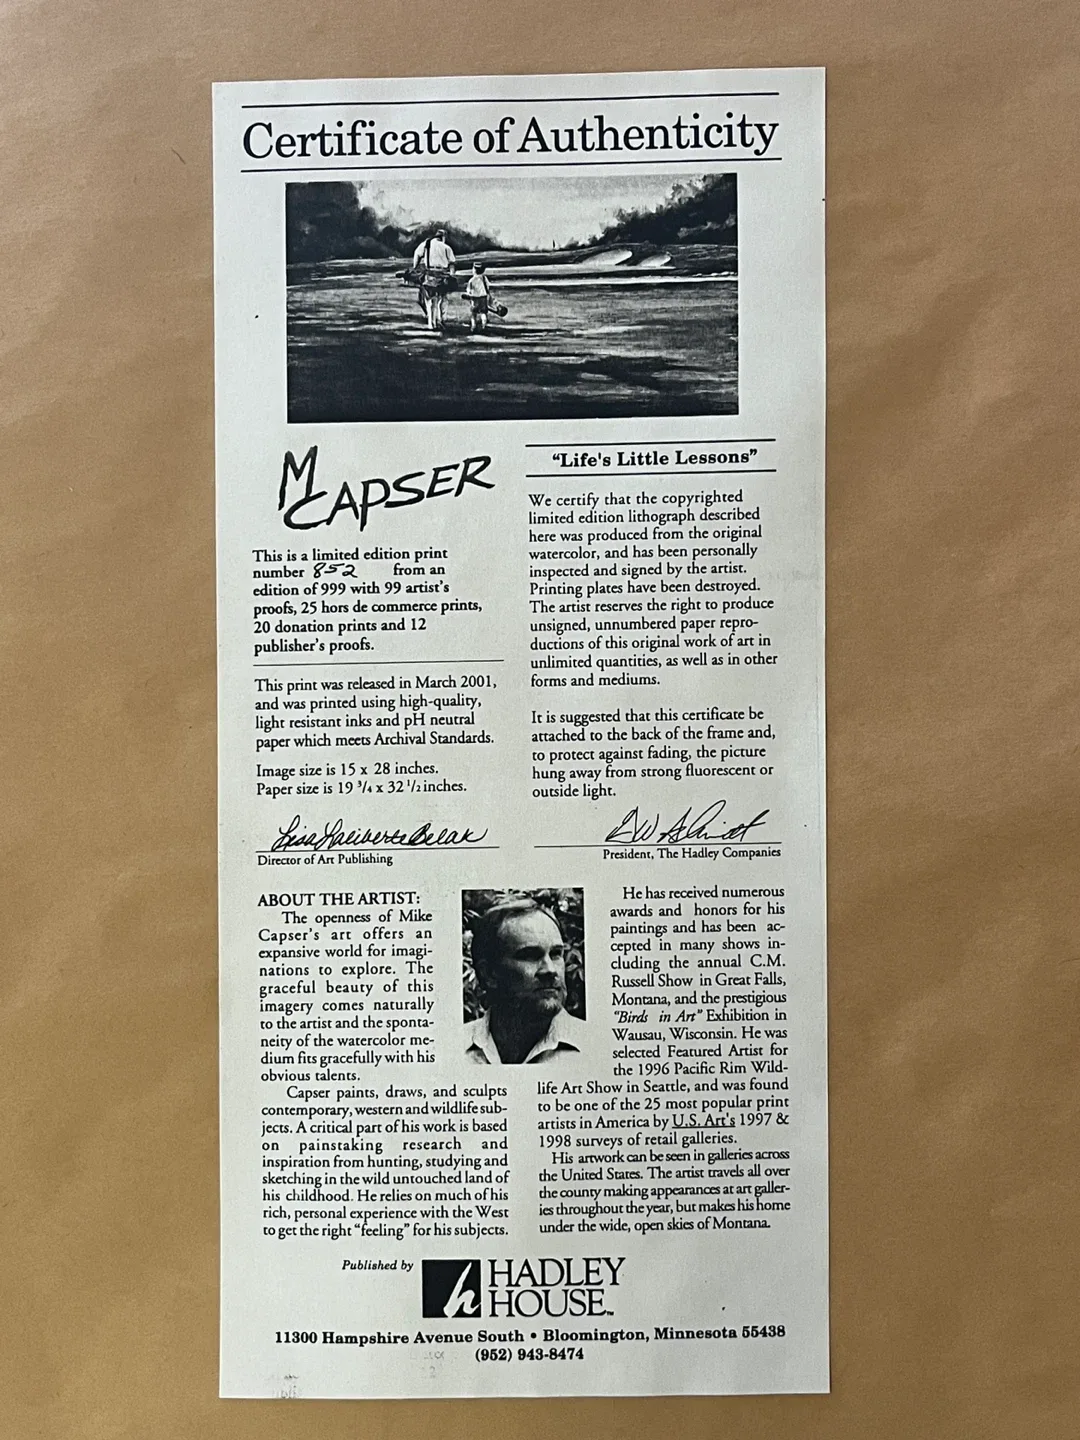 Certificate of Authenticity
M CAPSER
This is a limited edition print
number 852 from an
edition of 999 with 99 artist's
proofs, 25 hors de commerce prints,
20 donation prints and 12
publisher's proofs.
This print was released in March 2001,
and was printed using high-quality,
light resistant inks and pH neutral
paper which meets Archival Standards.
Image size is 15 x 28 inches.
Paper size is 19 3/4 x 32 1/2 inches.
Lisa Laliberte Belak
Director of Art Publishing
"Life's Little Lessons"
We certify that the copyrighted
limited edition lithograph described
here was produced from the original
watercolor, and has been personally
inspected and signed by the artist.
Printing plates have been destroyed.
The artist reserves the right to produce
unsigned, unnumbered paper repro-
ductions of this original work of art in
unlimited quantities, as well as in other
forms and mediums.
It is suggested that this certificate be
attached to the back of the frame and,
to protect against fading, the picture
hung away from strong fluorescent or
outside light.
President, The Hadley Companies
ABOUT THE ARTIST:
The openness of Mike
Capser's art offers an
expansive world for imagi-
nations to explore. The
graceful beauty of this
imagery comes naturally
to the artist and the sponta-
neity of the watercolor me-
dium fits gracefully with his
obvious talents.
Capser paints, draws, and sculpts
contemporary, western and wildlife sub-
jects. A critical part of his work is based
on painstaking research and
inspiration from hunting, studying and
sketching in the wild untouched land of
his childhood. He relies on much of his
rich, personal experience with the West
to get the right "feeling" for his subjects.
He has received numerous
awards and honors for his
paintings and has been ac-
cepted in many shows in-
cluding the annual C.M.
Russell Show in Great Falls,
Montana, and the prestigious
"Birds in Art" Exhibition in
Wausau, Wisconsin. He was
selected Featured Artist for
the 1996 Pacific Rim Wild-
life Art Show in Seattle, and was found
to be one of the 25 most popular print
artists in America by U.S. Art's 1997 &
1998 surveys of retail galleries.
His artwork can be seen in galleries across
the United States. The artist travels all over
the county making appearances at art galler-
ies throughout the year, but makes his home
under the wide, open skies of Montana.
Published by
h HADLEY
HOUSE™
11300 Hampshire Avenue South • Bloomington, Minnesota 55438
(952) 943-8474